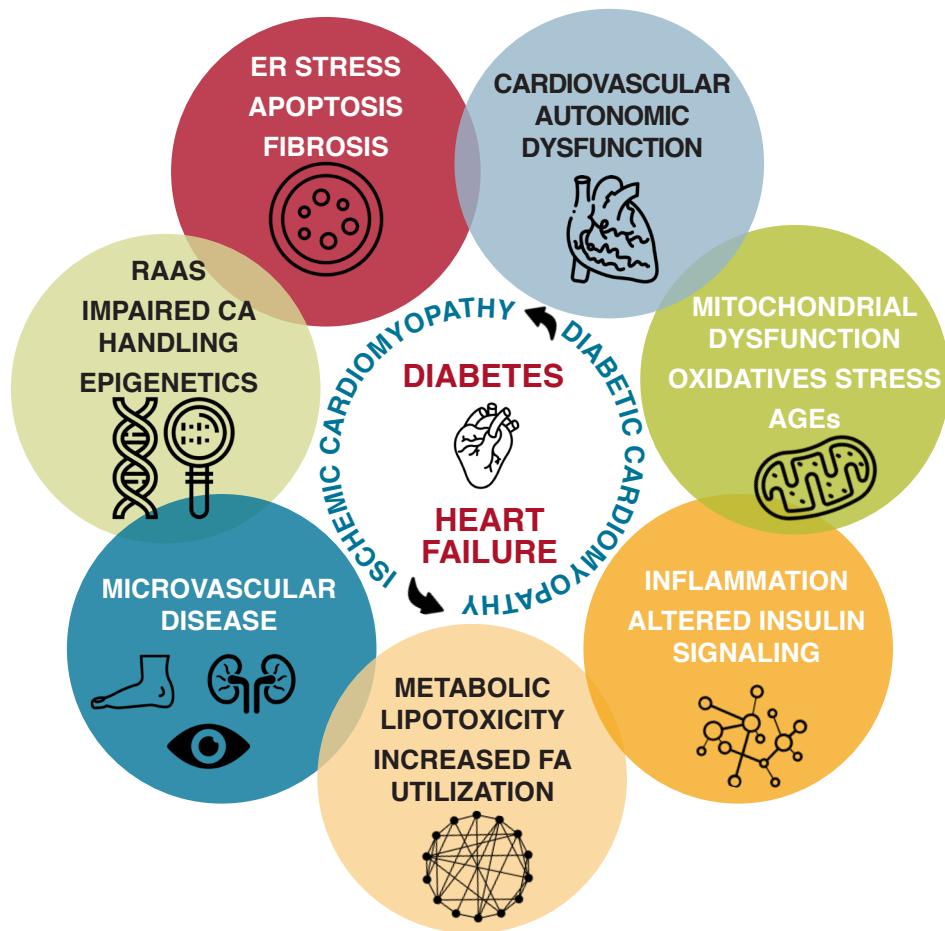 ER STRESS
APOPTOSIS
FIBROSIS
CARDIOVASCULAR
AUTONOMIC
DYSFUNCTION
RAAS
IMPAIRED CA
HANDLING
EPIGENETICS
MITOCHONDRIAL
DYSFUNCTION
OXIDATIVES STRESS
AGEs
ISCHEMIC CARDIOMYOPATHY
DIABETIC CARDIOMYOPATHY
DIABETES
HEART
FAILURE
MICROVASCULAR
DISEASE
INFLAMMATION
ALTERED INSULIN
SIGNALING
METABOLIC
LIPOTOXICITY
INCREASED FA
UTILIZATION